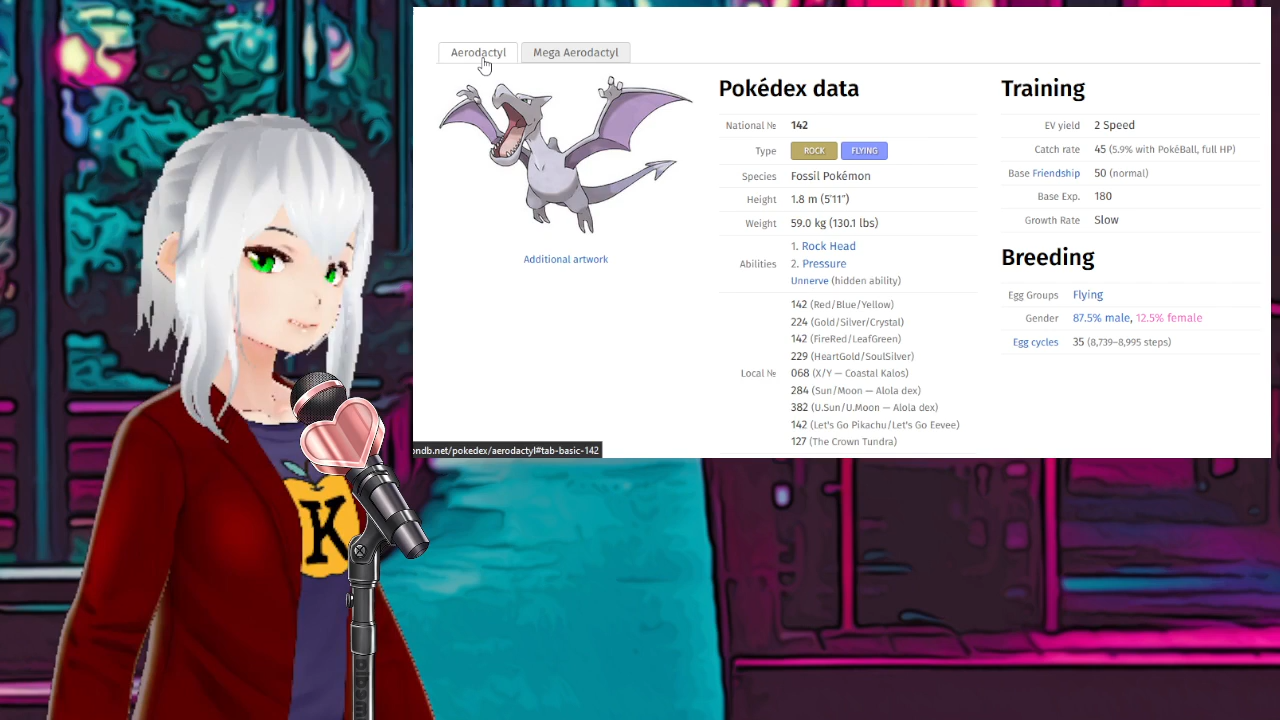 Aerodactyl
Mega Aerodactyl
Additional artwork
Pokédex data
National № 142
Type ROCK FLYING
Species Fossil Pokémon
Height 1.8 m (5′11″)
Weight 59.0 kg (130.1 lbs)
Abilities 1. Rock Head
2. Pressure
Unnerve (hidden ability)
Local № 142 (Red/Blue/Yellow)
224 (Gold/Silver/Crystal)
142 (FireRed/LeafGreen)
229 (HeartGold/SoulSilver)
068 (X/Y — Coastal Kalos)
284 (Sun/Moon — Alola dex)
382 (U.Sun/U.Moon — Alola dex)
142 (Let's Go Pikachu/Let's Go Eevee)
127 (The Crown Tundra)
Training
EV yield 2 Speed
Catch rate 45 (5.9% with PokéBall, full HP)
Base Friendship 50 (normal)
Base Exp. 180
Growth Rate Slow
Breeding
Egg Groups Flying
Gender 87.5% male, 12.5% female
Egg cycles 35 (8,739–8,995 steps)
ondb.net/pokedex/aerodactyl#tab-basic-142
K